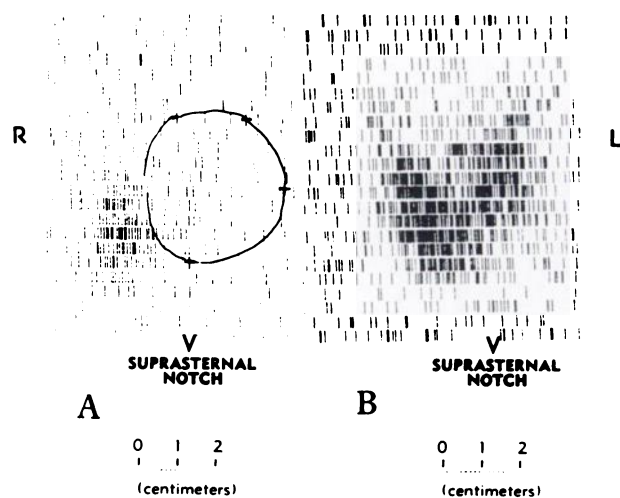 R
L
V
SUPRASTERNAL
NOTCH
V
SUPRASTERNAL
NOTCH
A
B
0 1 2
(centimeters)
0 1 2
(centimeters)